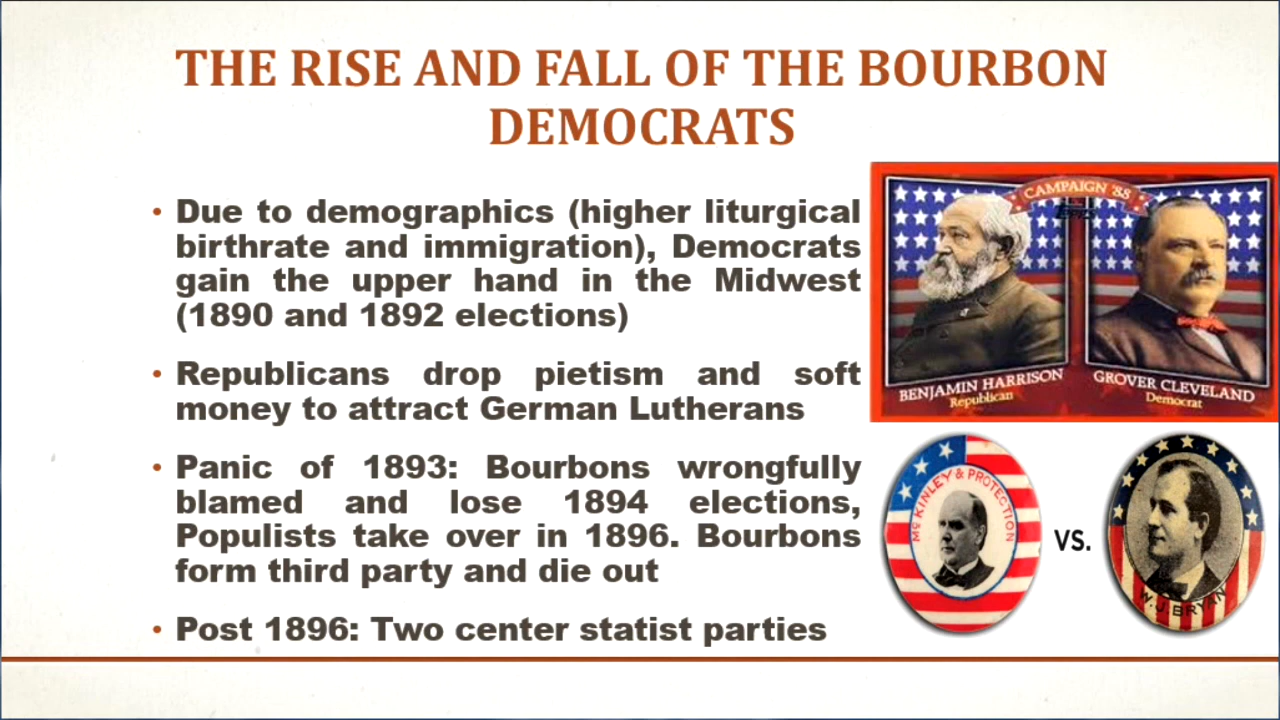 THE RISE AND FALL OF THE BOURBON
DEMOCRATS
• Due to demographics (higher liturgical
birthrate and immigration), Democrats
gain the upper hand in the Midwest
(1890 and 1892 elections)
• Republicans drop pietism and soft
money to attract German Lutherans
• Panic of 1893: Bourbons wrongfully
blamed and lose 1894 elections,
Populists take over in 1896. Bourbons
form third party and die out
• Post 1896: Two center statist parties
CAMPAIGN '88
Topps
BENJAMIN HARRISON
Republican
GROVER CLEVELAND
Democrat
McKINLEY & PROTECTION
VS.
W.J. BRYAN